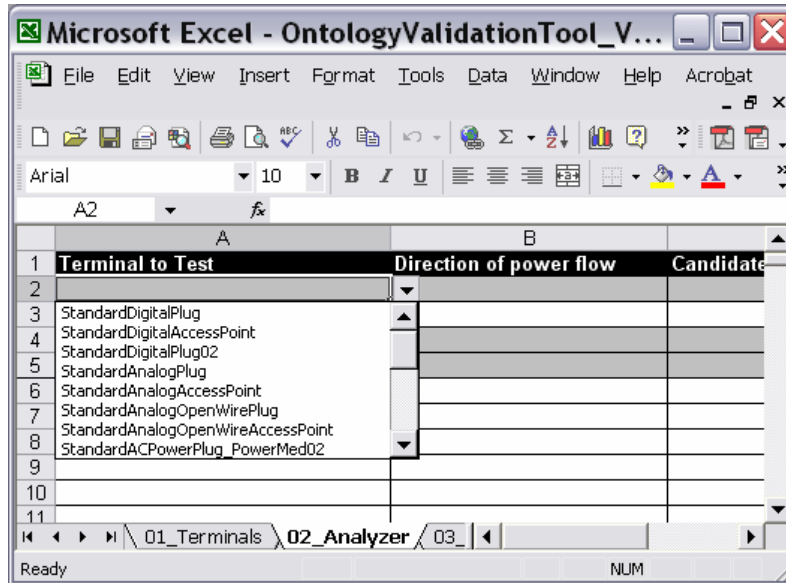 Microsoft Excel - OntologyValidationTool_V...
File Edit View Insert Format Tools Data Window Help Acrobat
ABC Σ A Z
Arial 10 B I U a A
A2 fx
A B
1 Terminal to Test Direction of power flow Candidate
2
3 StandardDigitalPlug
StandardDigitalAccessPoint
4
StandardDigitalPlug02
5 StandardAnalogPlug
6 StandardAnalogAccessPoint
7 StandardAnalogOpenWirePlug
StandardAnalogOpenWireAccessPoint
8 StandardACPowerPlug_PowerMed02
9
10
11
01_Terminals 02_Analyzer 03_
Ready NUM